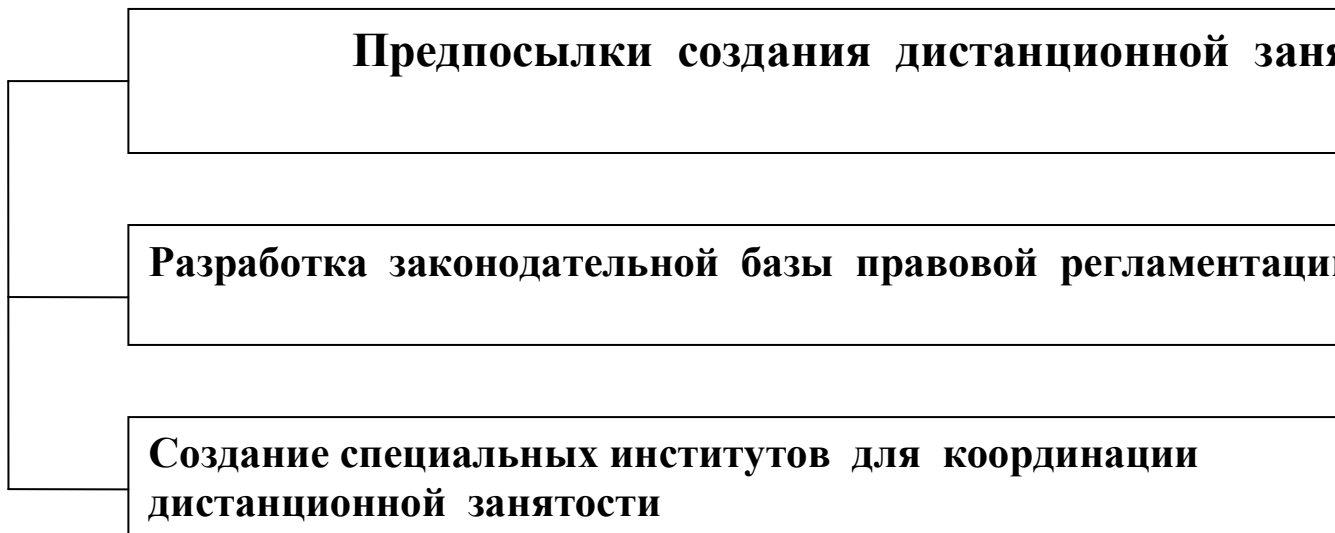 Предпосылки создания дистанционной
Разработка законодательной базы правовой
Создание специальных институтов для координации
дистанционной занятости